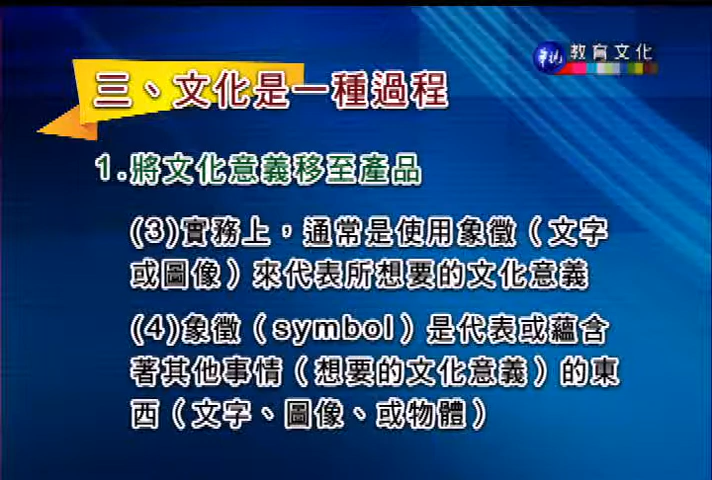 華視 教育文化
三、文化是一種過程
1.將文化意義移至產品
(3)實務上，通常是使用象徵（文字
或圖像）來代表所想要的文化意義
(4)象徵（symbol）是代表或蘊含
著其他事情（想要的文化意義）的東
西（文字、圖像、或物體）